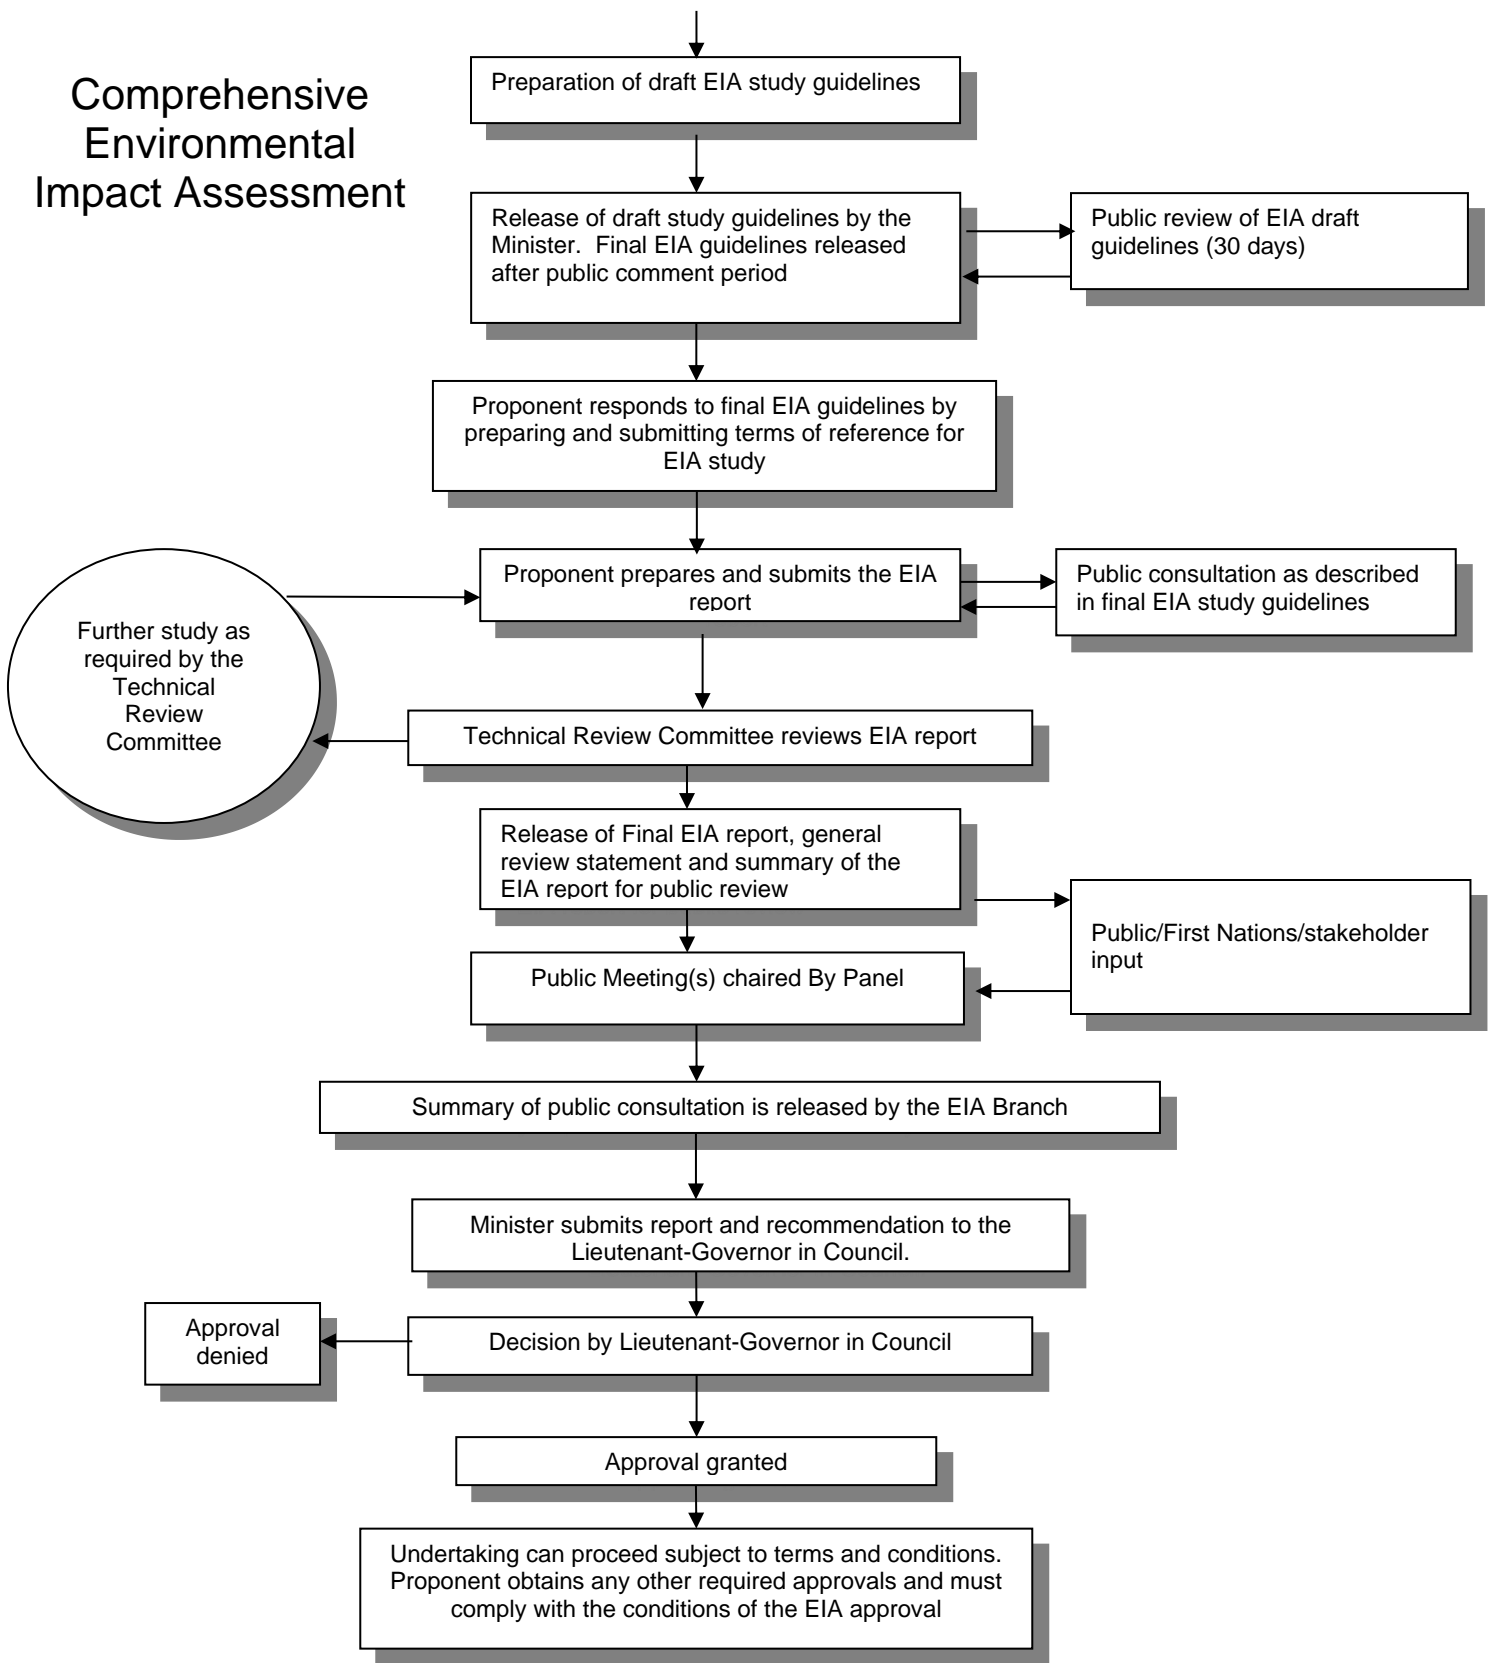 Comprehensive
Environmental
Impact Assessment
Preparation of draft EIA study guidelines
Release of draft study guidelines by the
Minister.  Final EIA guidelines released
after public comment period
Public review of EIA draft
guidelines (30 days)
Proponent responds to final EIA guidelines by
preparing and submitting terms of reference for
EIA study
Proponent prepares and submits the EIA
report
Public consultation as described
in final EIA study guidelines
Further study as
required by the
Technical
Review
Committee
Technical Review Committee reviews EIA report
Release of Final EIA report, general
review statement and summary of the
EIA report for public review
Public/First Nations/stakeholder
input
Public Meeting(s) chaired By Panel
Summary of public consultation is released by the EIA Branch
Minister submits report and recommendation to the
Lieutenant-Governor in Council.
Approval
denied
Decision by Lieutenant-Governor in Council
Approval granted
Undertaking can proceed subject to terms and conditions.
Proponent obtains any other required approvals and must
comply with the conditions of the EIA approval